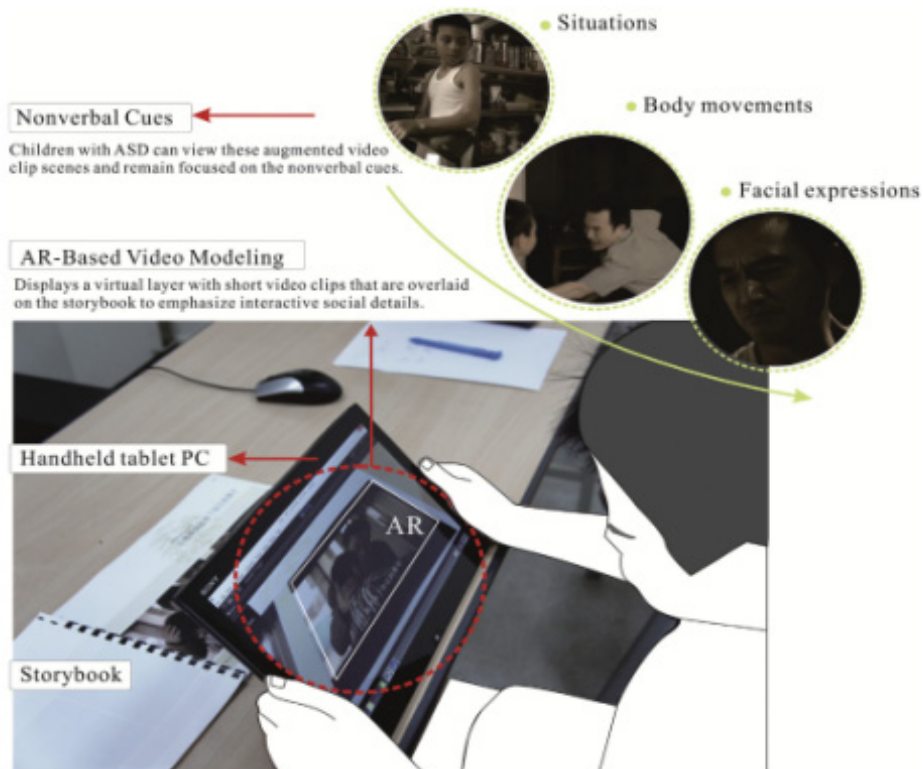 Situations
Body movements
Facial expressions
Nonverbal Cues
Children with ASD can view these augmented video
clip scenes and remain focused on the nonverbal cues.
AR-Based Video Modeling
Displays a virtual layer with short video clips that are overlaid
on the storybook to emphasize interactive social details.
Handheld tablet PC
AR
SONY
Storybook